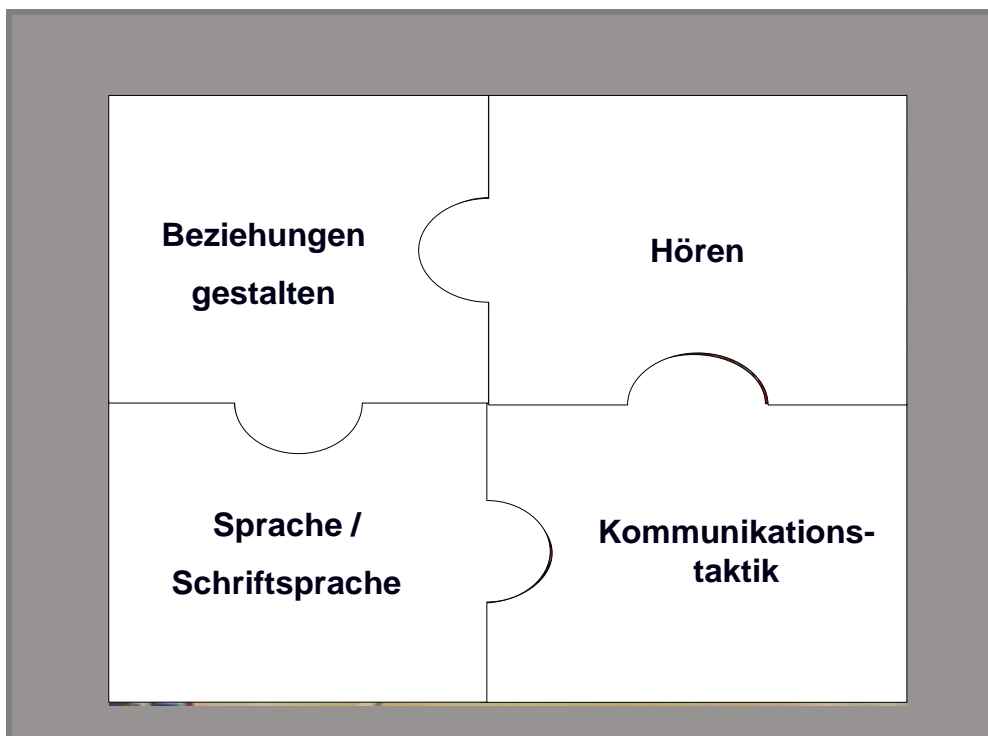 Beziehungen
gestalten
Hören
Sprache /
Schriftsprache
Kommunikations-
taktik